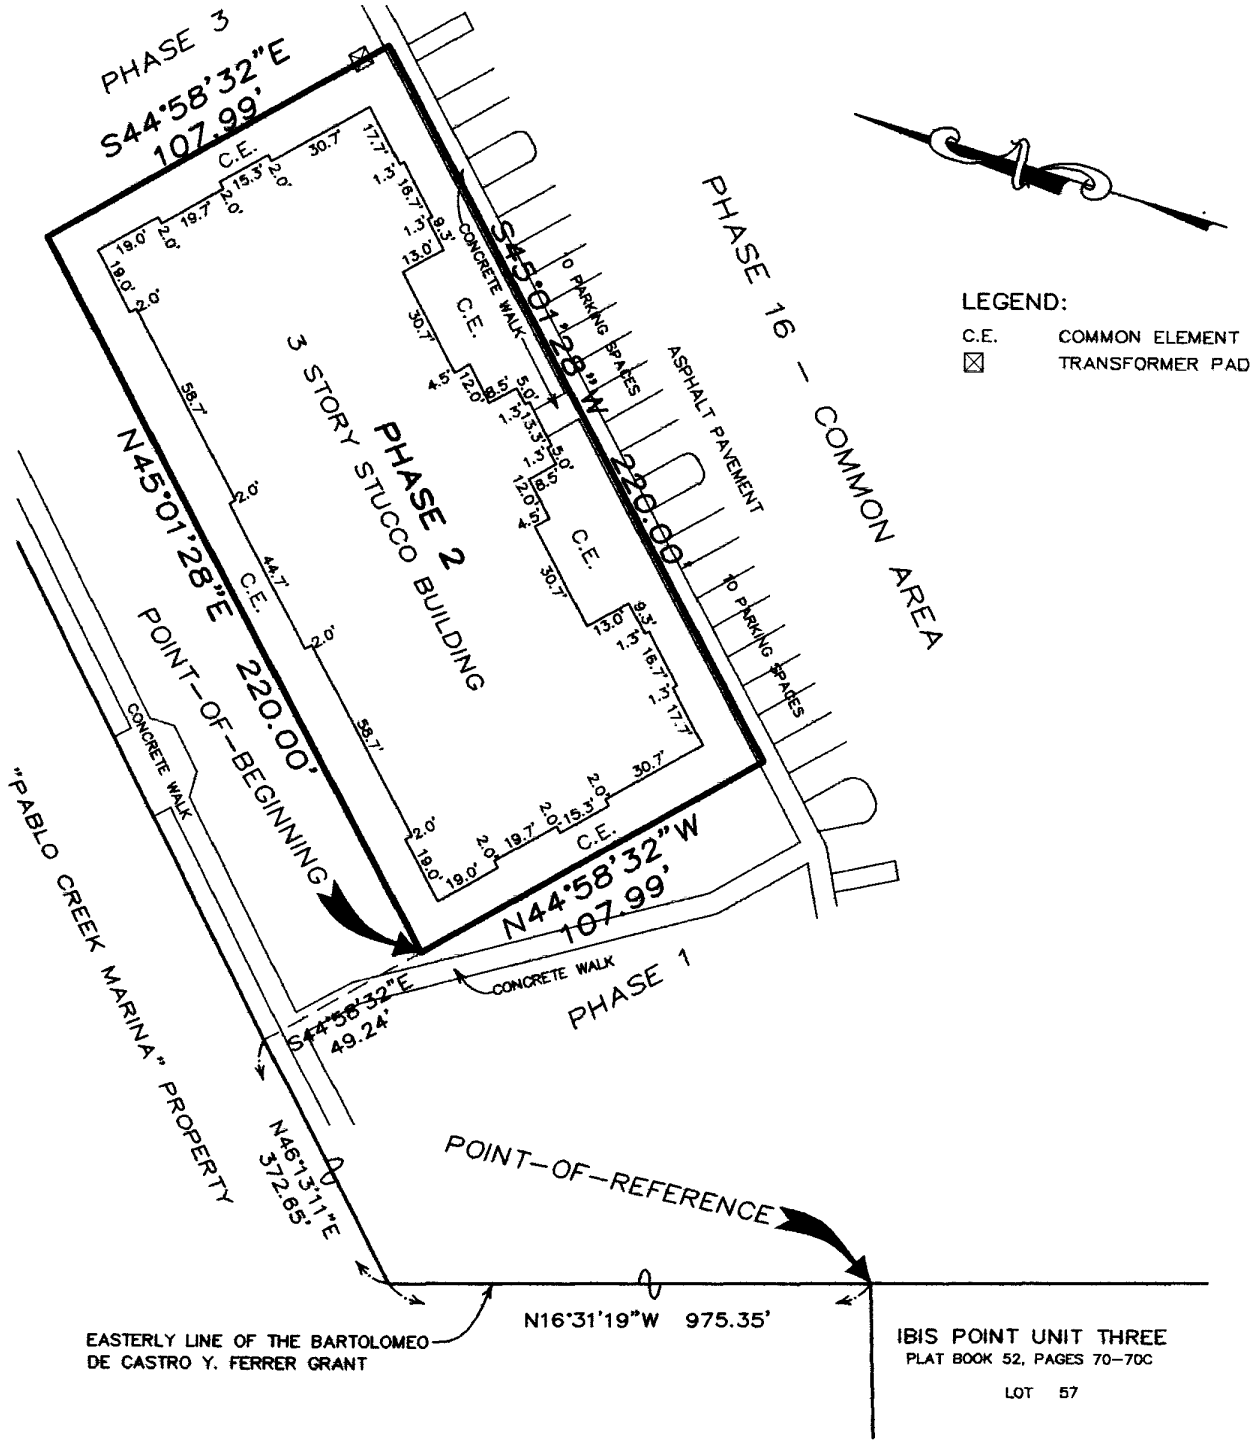 PHASE 3
S44°58'32"E
107.99'
C.E.
30.7'
2.0'
15.3'
2.0'
19.7'
2.0'
19.0'
19.0'
2.0'
17.7'
1.3'
16.7'
1.3'
9.3'
13.0'
CONCRETE WALK
S45°01'28"W
220.00'
10 PARKING SPACES
ASPHALT PAVEMENT
10 PARKING SPACES
PHASE 16 - COMMON AREA
LEGEND:
C.E. COMMON ELEMENT
TRANSFORMER PAD
C.E.
30.7'
4.5'
12.0'
8.5'
5.0'
1.3'
13.3'
1.3'
5.0'
8.5'
12.0'
4.5'
C.E.
30.7'
13.0'
9.3'
1.3'
16.7'
1.3'
17.7'
30.7'
2.0'
15.3'
2.0'
19.7'
2.0'
19.0'
19.0'
2.0'
C.E.
58.7'
2.0'
44.7'
C.E.
2.0'
58.7'
PHASE 2
3 STORY STUCCO BUILDING
N45°01'28"E 220.00'
POINT-OF-BEGINNING
CONCRETE WALK
"PABLO CREEK MARINA" PROPERTY
N44°58'32"W
107.99'
CONCRETE WALK
PHASE 1
S44°58'32"E
49.24'
N46°13'11"E
372.65'
POINT-OF-REFERENCE
N16°31'19"W 975.35'
EASTERLY LINE OF THE BARTOLOMEO
DE CASTRO Y. FERRER GRANT
IBIS POINT UNIT THREE
PLAT BOOK 52, PAGES 70-70C
LOT 57